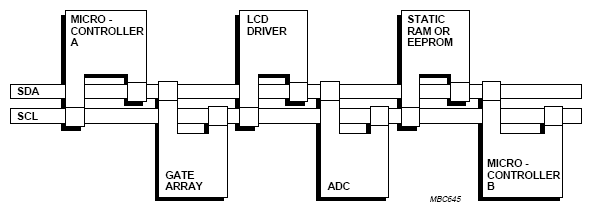 MICRO -
CONTROLLER
A
LCD
DRIVER
STATIC
RAM OR
EEPROM
SDA
SCL
GATE
ARRAY
ADC
MICRO -
CONTROLLER
B
MBC645